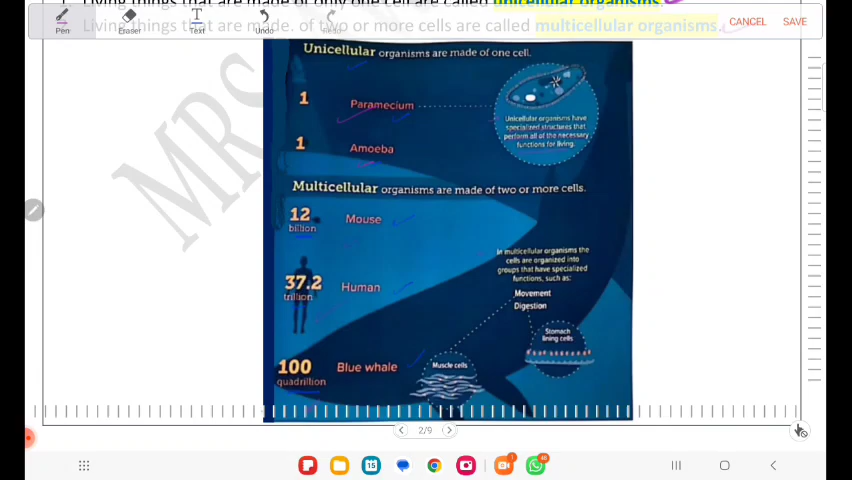 1. Living things that are made of only one cell are called unicellular organisms.
Living things that are made. of two or more cells are called multicellular organisms.
Pen
Eraser
Text
Undo
Redo
CANCEL
SAVE
MRS
Unicellular organisms are made of one cell.
1 Paramecium
1 Amoeba
Unicellular organisms have
specialized structures that
perform all of the necessary
functions for living.
Multicellular organisms are made of two or more cells.
12
billion
Mouse
37.2
trillion
Human
100
quadrillion
Blue whale
In multicellular organisms the
cells are organized into
groups that have specialized
functions, such as:
Movement
Digestion
Stomach
lining cells
Muscle cells
2/9
15
1
48